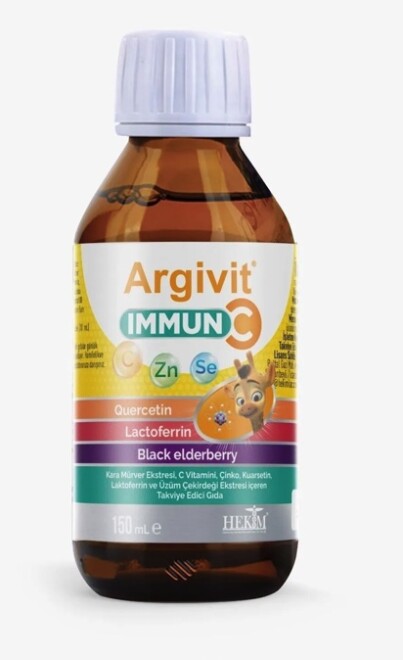 Argivit®
IMMUN C
C Zn Se
Quercetin
Lactoferrin
Black elderberry
Kara Mürver Ekstresi, C Vitamini, Çinko, Kuarsetin,
Laktoferrin ve Üzüm Çekirdeği Ekstresi içeren
Takviye Edici Gıda
150 mL e
HEKİM